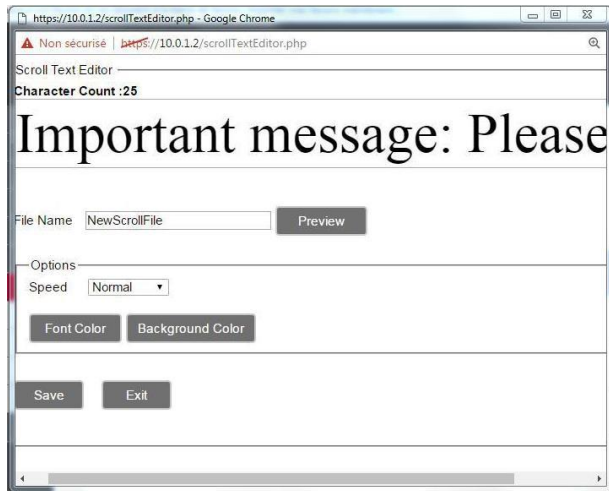 https://10.0.1.2/scrollTextEditor.php - Google Chrome
Non sécurisé | https://10.0.1.2/scrollTextEditor.php
Scroll Text Editor
Character Count :25
Important message: Please
File Name NewScrollFile Preview
Options
Speed Normal
Font Color Background Color
Save Exit